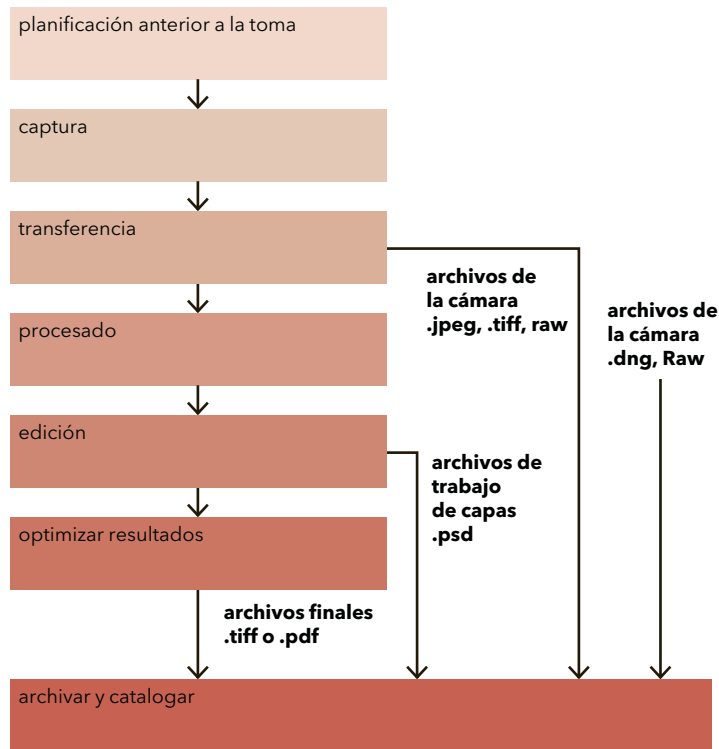 planificación anterior a la toma
captura
transferencia
archivos de
la cámara
.jpeg, .tiff, raw
archivos de
la cámara
.dng, Raw
procesado
edición
archivos de
trabajo
de capas
.psd
optimizar resultados
archivos finales
.tiff o .pdf
archivar y catalogar